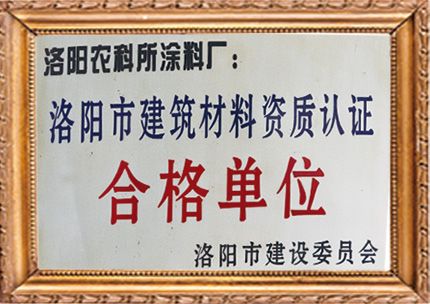 洛阳农科所涂料厂：
洛阳市建筑材料资质认证
合格单位
洛阳市建设委员会